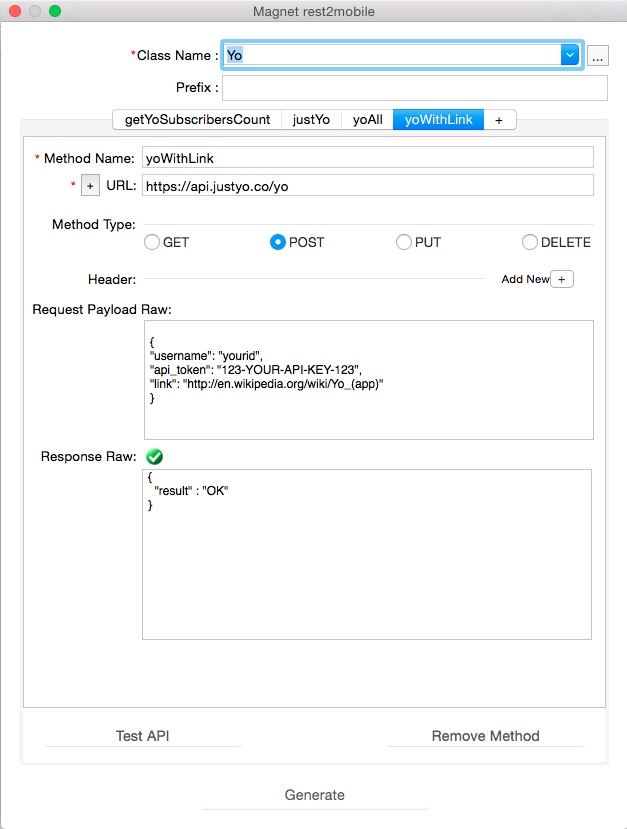 Magnet rest2mobile
*Class Name : Yo ...
Prefix :
getYoSubscribersCount justYo yoAll yoWithLink +
* Method Name: yoWithLink
* + URL: https://api.justyo.co/yo
Method Type:
GET POST PUT DELETE
Header: Add New +
Request Payload Raw:
{
"username": "yourid",
"api_token": "123-YOUR-API-KEY-123",
"link": "http://en.wikipedia.org/wiki/Yo_(app)"
}
Response Raw:
{
"result" : "OK"
}
Test API Remove Method
Generate